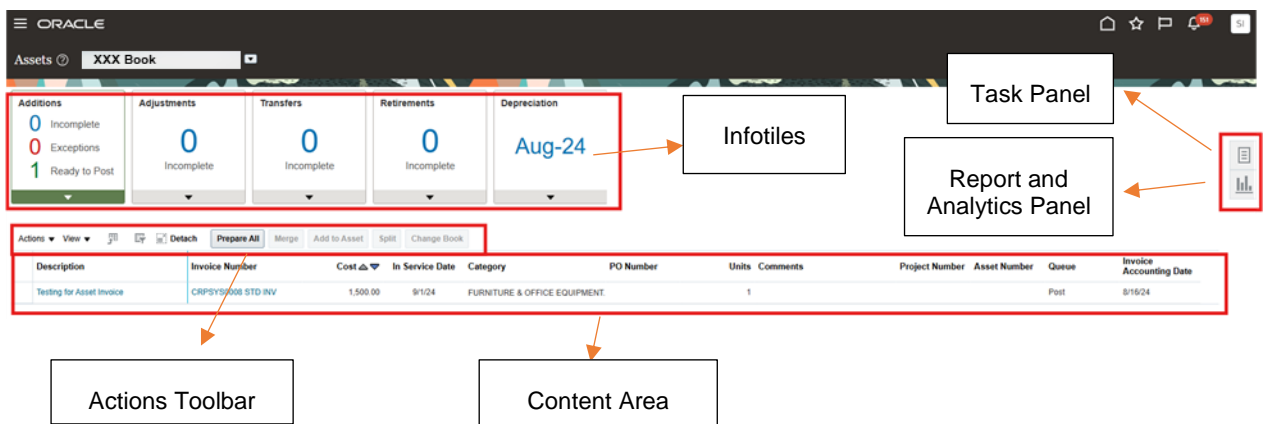 ORACLE
151
SI
Assets
XXX Book
Additions
0 Incomplete
0 Exceptions
1 Ready to Post
Adjustments
0
Incomplete
Transfers
0
Incomplete
Retirements
0
Incomplete
Depreciation
Aug-24
Infotiles
Task Panel
Report and
Analytics Panel
Actions View Detach Prepare All Merge Add to Asset Split Change Book
Description Invoice Number Cost In Service Date Category PO Number Units Comments Project Number Asset Number Queue Invoice
Accounting Date
Testing for Asset Invoice CRPSYS0008 STD INV 1,500.00 9/1/24 FURNITURE & OFFICE EQUIPMENT. 1 Post 8/16/24
Actions Toolbar
Content Area